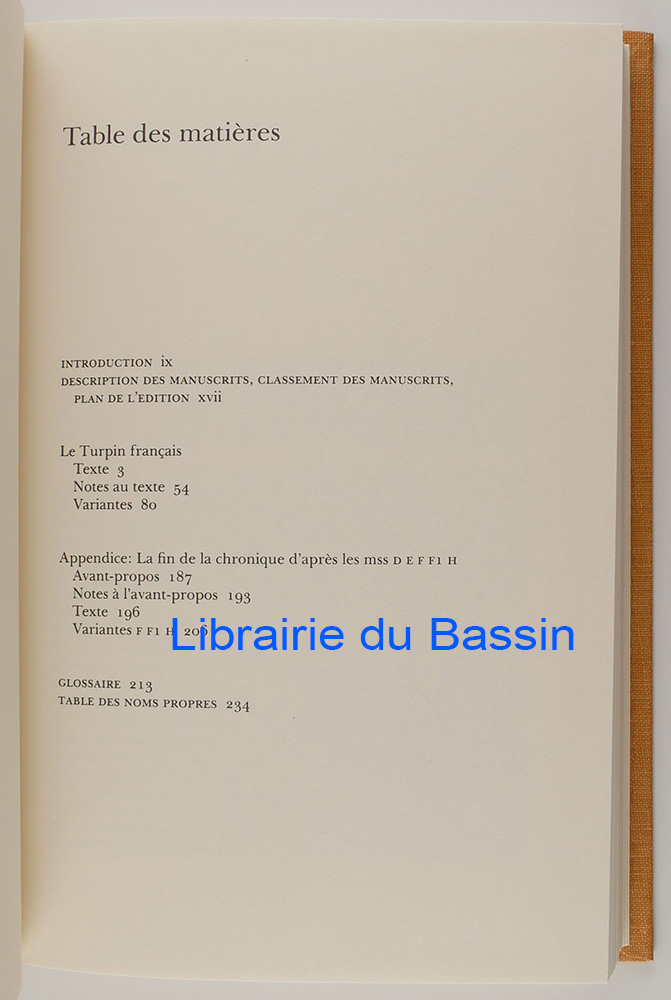 Table des matières
INTRODUCTION ix
DESCRIPTION DES MANUSCRITS, CLASSEMENT DES MANUSCRITS,
PLAN DE L'EDITION xvii
Le Turpin français
Texte 3
Notes au texte 54
Variantes 80
Appendice: La fin de la chronique d'après les mss D E F F1 H
Avant-propos 187
Notes à l'avant-propos 193
Texte 196
Variantes F F1 H 206
Librairie du Bassin
GLOSSAIRE 213
TABLE DES NOMS PROPRES 234